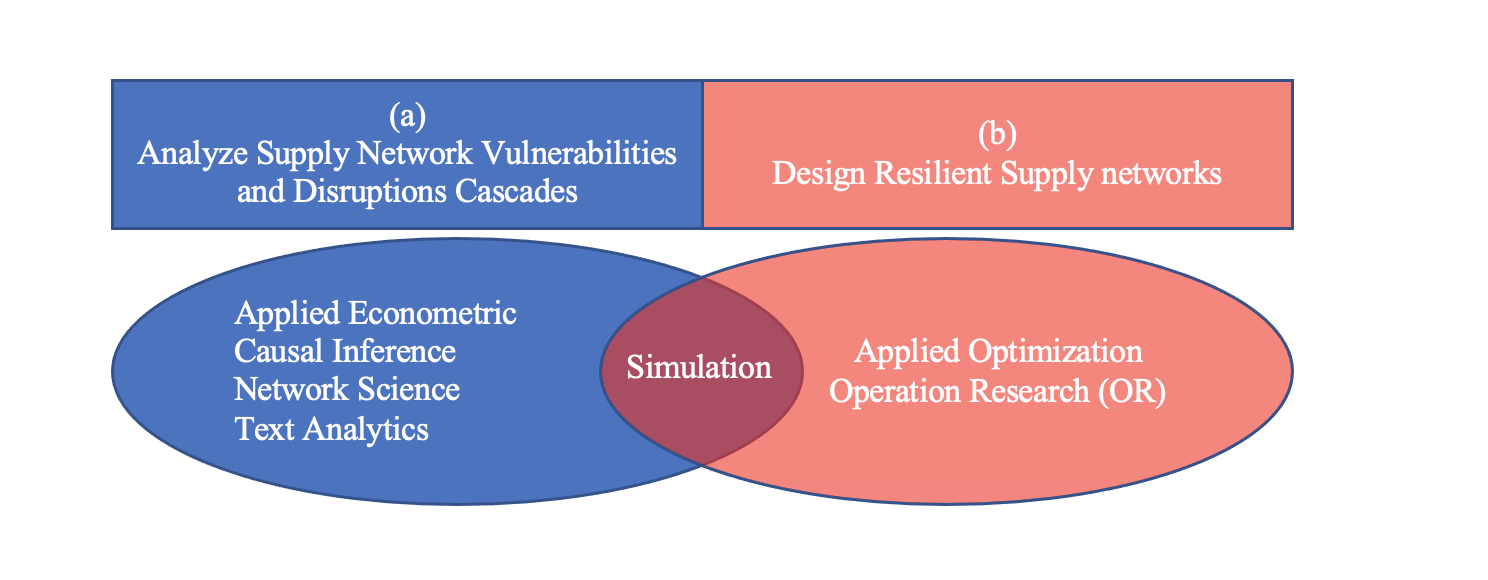 (a)
Analyze Supply Network Vulnerabilities
and Disruptions Cascades
(b)
Design Resilient Supply networks
Applied Econometric
Causal Inference
Network Science
Text Analytics
Simulation
Applied Optimization
Operation Research (OR)